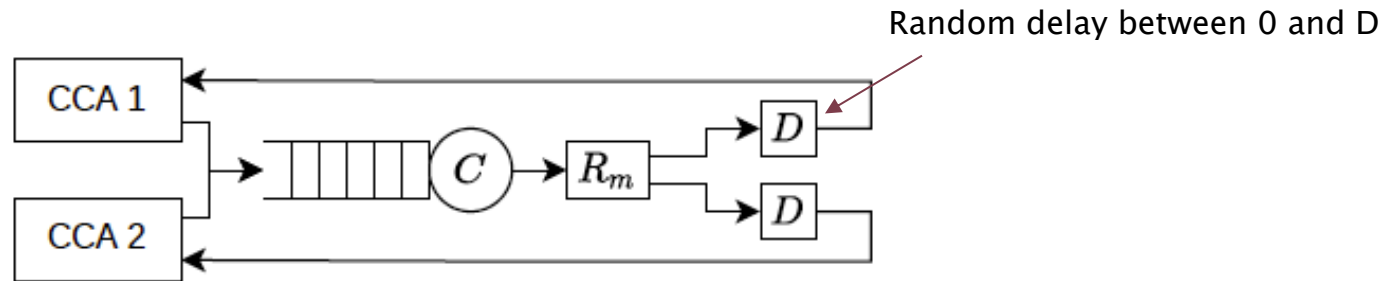 Random delay between 0 and D
CCA 1
D
C
R_m
D
CCA 2